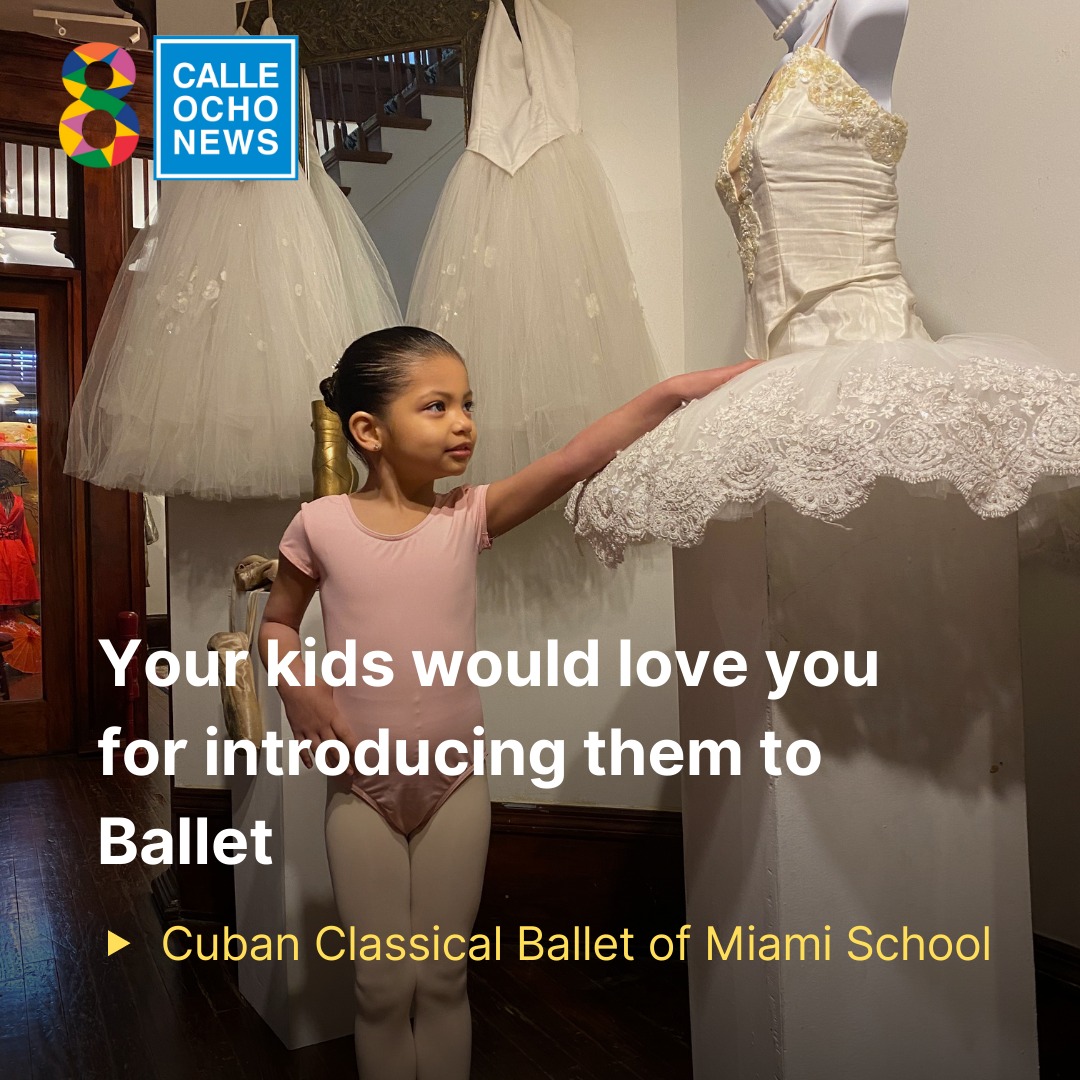 8
CALLE
OCHO
NEWS
Your kids would love you
for introducing them to
Ballet
Cuban Classical Ballet of Miami School